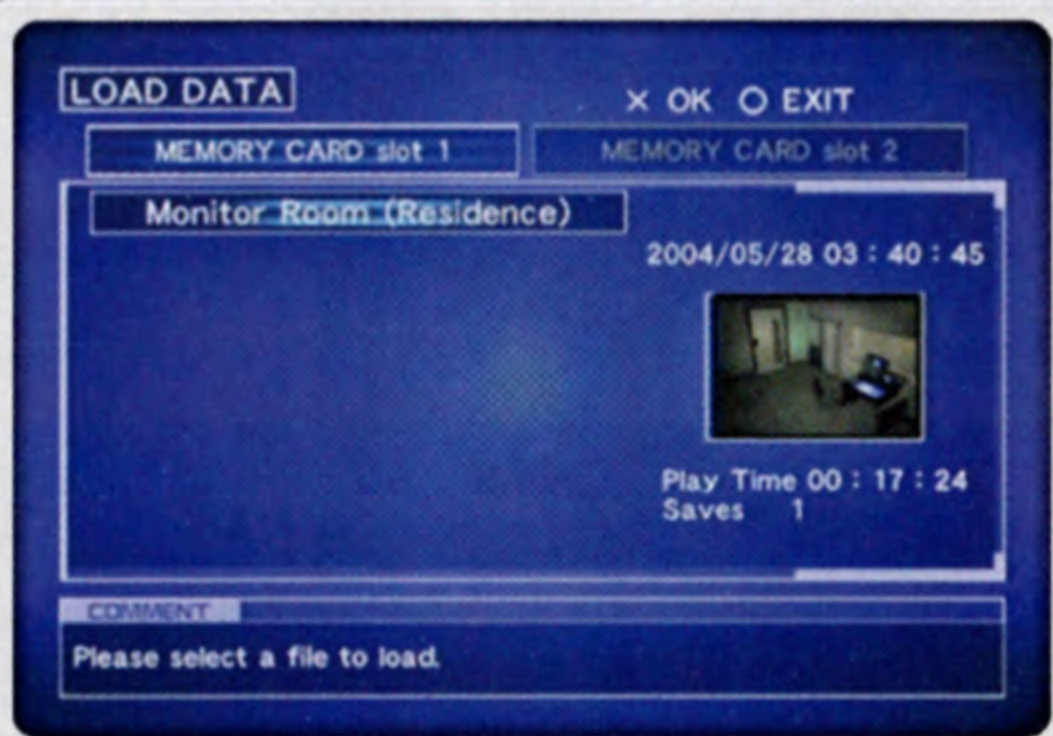 LOAD DATA
× OK ○ EXIT
MEMORY CARD slot 1
MEMORY CARD slot 2
Monitor Room (Residence)
2004/05/28 03 : 40 : 45
Play Time 00 : 17 : 24
Saves 1
COMMENT
Please select a file to load.